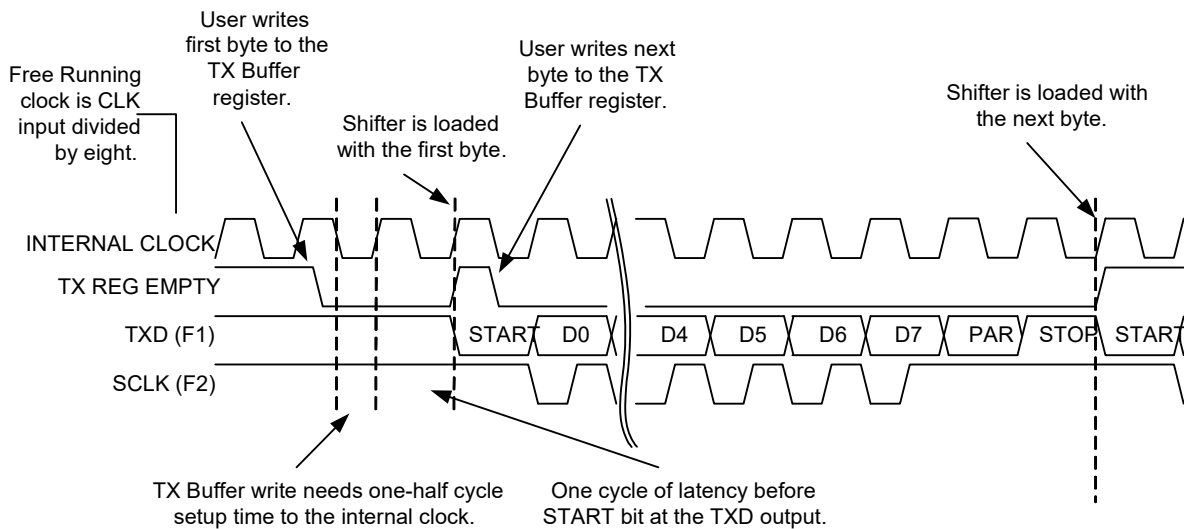 User writes
first byte to the
TX Buffer
register.
Free Running
clock is CLK
input divided
by eight.
Shifter is loaded
with the first byte.
User writes next
byte to the TX
Buffer register.
Shifter is loaded with
the next byte.
INTERNAL CLOCK
TX REG EMPTY
TXD (F1) START D0 D4 D5 D6 D7 PAR STOP START
SCLK (F2)
TX Buffer write needs one-half cycle
setup time to the internal clock.
One cycle of latency before
START bit at the TXD output.